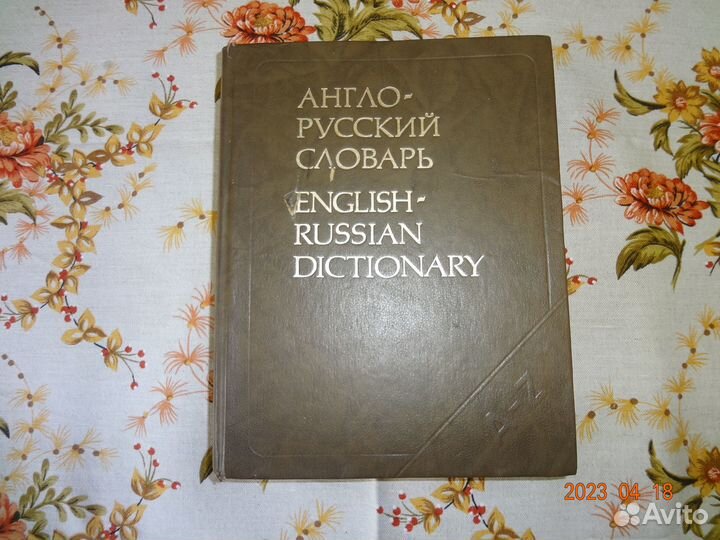 АНГЛО-
РУССКИЙ
СЛОВАРЬ
ENGLISH-
RUSSIAN
DICTIONARY
A-Z
2023 04 18
Avito